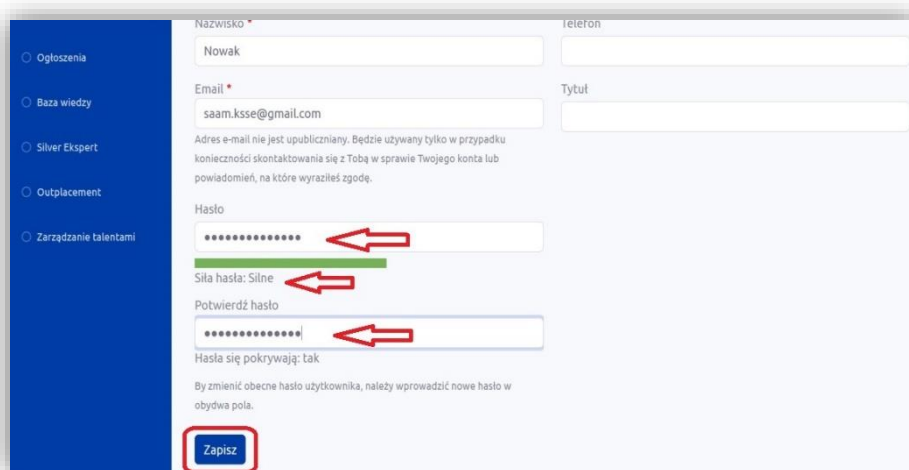 Ogłoszenia
Baza wiedzy
Silver Ekspert
Outplacement
Zarządzanie talentami
Nazwisko *
Nowak
Email *
saam.ksse@gmail.com
Adres e-mail nie jest upubliczniany. Będzie używany tylko w przypadku
konieczności skontaktowania się z Tobą w sprawie Twojego konta lub
powiadomień, na które wyraziłeś zgodę.
Hasło
••••••••••••••
Siła hasła: Silne
Potwierdź hasło
••••••••••••••
Hasła się pokrywają: tak
By zmienić obecne hasło użytkownika, należy wprowadzić nowe hasło w
obydwa pola.
Zapisz
Telefon
Tytuł